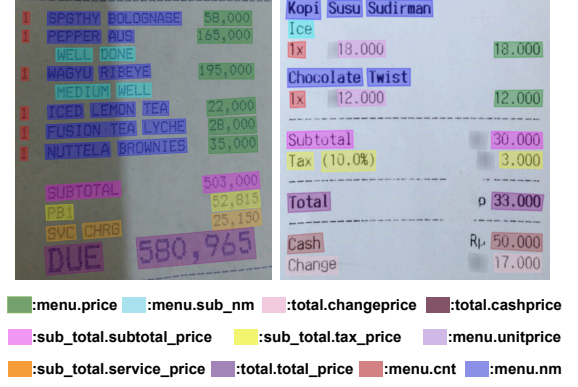 1 SPGTHY BOLOGNASE 58,000
1 PEPPER AUS 165,000
WELL DONE
1 WAGYU RIBEYE 195,000
MEDIUM WELL
1 ICED LEMON TEA 22,000
1 FUSION TEA LYCHE 28,000
1 NUTTELA BROWNIES 35,000
SUBTOTAL 503,000
PB1 52,815
SVC CHRG 25,150
DUE 580,965
Kopi Susu Sudirman
Ice
1x 18.000 18.000
Chocolate Twist
1x 12.000 12.000
Subtotal 30.000
Tax (10.0%) 3.000
Total p 33.000
Cash Rp. 50.000
Change 17.000
:menu.price :menu.sub_nm :total.changeprice :total.cashprice
:sub_total.subtotal_price :sub_total.tax_price :menu.unitprice
:sub_total.service_price :total.total_price :menu.cnt :menu.nm